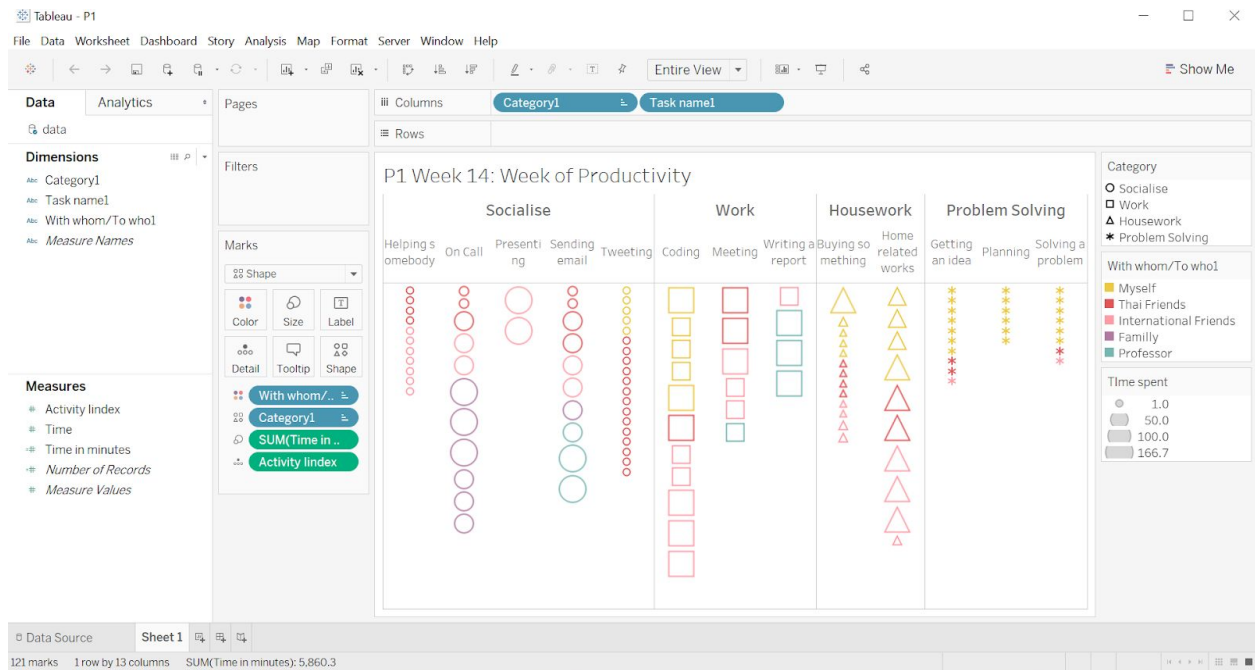 Tableau - P1
File Data Worksheet Dashboard Story Analysis Map Format Server Window Help
Entire View
Show Me
Data Analytics
data
Dimensions
Abc Category1
Abc Task name1
Abc With whom/To who1
Abc Measure Names
Measures
# Activity Iindex
# Time
=# Time in minutes
=# Number of Records
# Measure Values
Pages
Filters
Marks
Shape
Color Size Label
Detail Tooltip Shape
With whom/..
Category1
SUM(Time in ..
Activity Iindex
iii Columns Category1 Task name1
Rows
P1 Week 14: Week of Productivity
Socialise Work Housework Problem Solving
Helping s
omebody
On Call
Presenti
ng
Sending
email
Tweeting
Coding
Meeting
Writing a
report
Buying so
mething
Home
related
works
Getting
an idea
Planning
Solving a
problem
Category
Socialise
Work
Housework
Problem Solving
With whom/To who1
Myself
Thai Friends
International Friends
Familly
Professor
TIme spent
1.0
50.0
100.0
166.7
Data Source Sheet 1
121 marks 1 row by 13 columns SUM(Time in minutes): 5,860.3